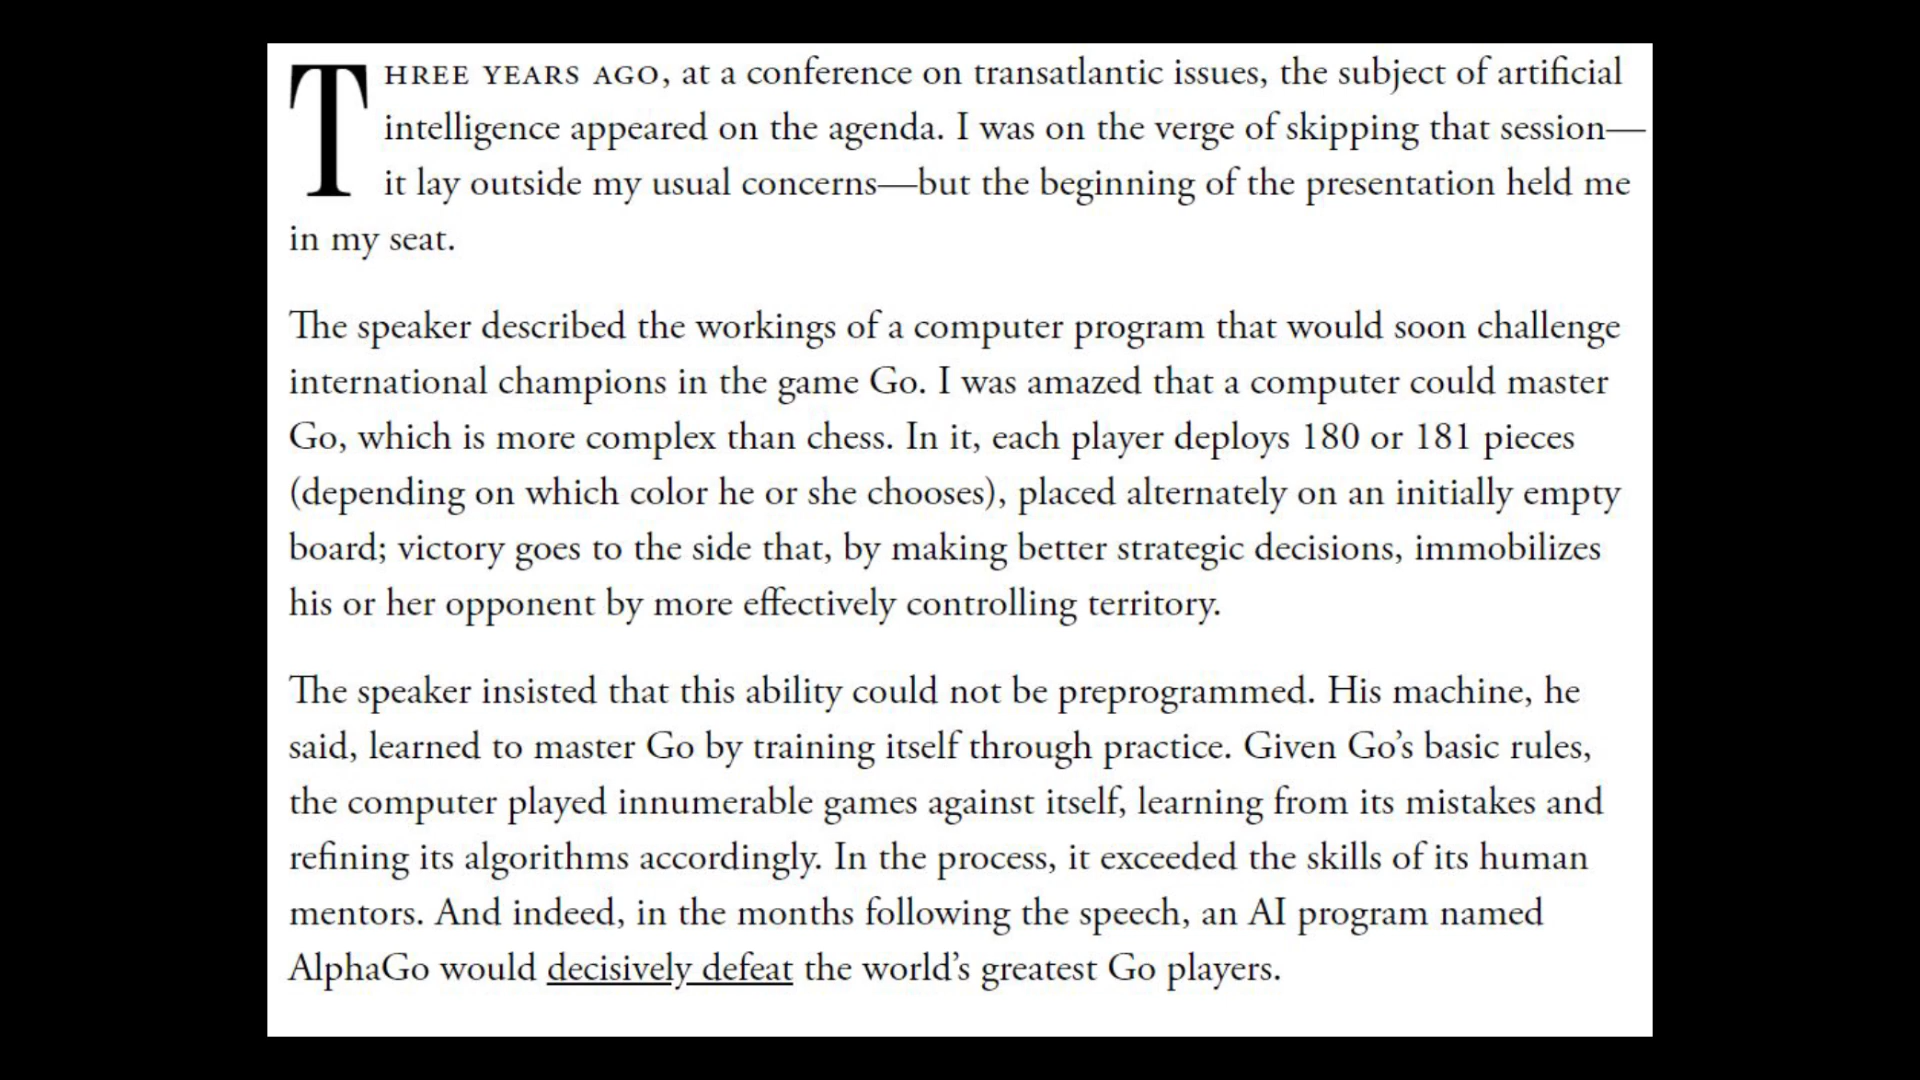 THREE YEARS AGO, at a conference on transatlantic issues, the subject of artificial
intelligence appeared on the agenda. I was on the verge of skipping that session—
it lay outside my usual concerns—but the beginning of the presentation held me
in my seat.
The speaker described the workings of a computer program that would soon challenge
international champions in the game Go. I was amazed that a computer could master
Go, which is more complex than chess. In it, each player deploys 180 or 181 pieces
(depending on which color he or she chooses), placed alternately on an initially empty
board; victory goes to the side that, by making better strategic decisions, immobilizes
his or her opponent by more effectively controlling territory.
The speaker insisted that this ability could not be preprogrammed. His machine, he
said, learned to master Go by training itself through practice. Given Go’s basic rules,
the computer played innumerable games against itself, learning from its mistakes and
refining its algorithms accordingly. In the process, it exceeded the skills of its human
mentors. And indeed, in the months following the speech, an AI program named
AlphaGo would decisively defeat the world’s greatest Go players.